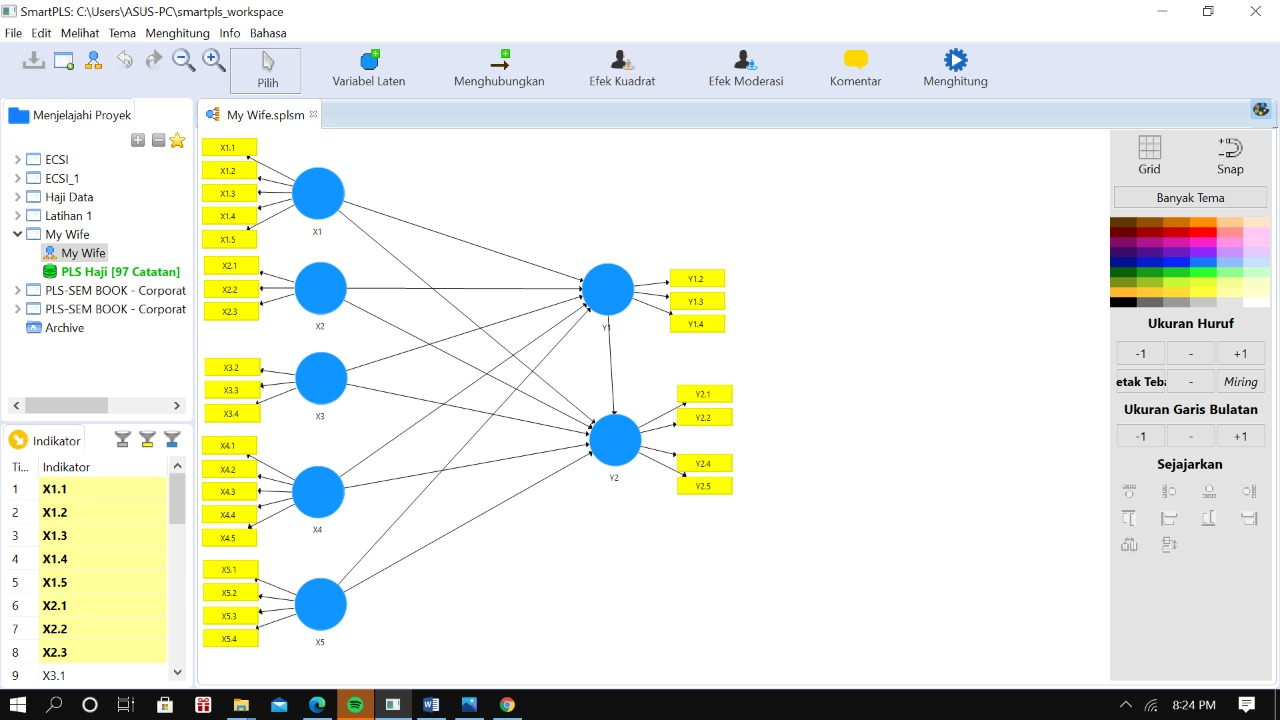 SmartPLS: C:\Users\ASUS-PC\smartpls_workspace
File Edit Melihat Tema Menghitung Info Bahasa
Pilih
Variabel Laten
Menghubungkan
Efek Kuadrat
Efek Moderasi
Komentar
Menghitung
Menjelajahi Proyek
ECSI
ECSI_1
Haji Data
Latihan 1
My Wife
My Wife
PLS Haji [97 Catatan]
PLS-SEM BOOK - Corporat
PLS-SEM BOOK - Corporat
Archive
Indikator
Ti... Indikator
1 X1.1
2 X1.2
3 X1.3
4 X1.4
5 X1.5
6 X2.1
7 X2.2
8 X2.3
9 X3.1
My Wife.splsm
X1.1
X1.2
X1.3
X1.4
X1.5
X1
X2.1
X2.2
X2.3
X2
X3.2
X3.3
X3.4
X3
X4.1
X4.2
X4.3
X4.4
X4.5
X4
X5.1
X5.2
X5.3
X5.4
X5
Y1
Y1.2
Y1.3
Y1.4
Y2.1
Y2.2
Y2.4
Y2.5
Y2
Grid
Snap
Banyak Tema
Ukuran Huruf
-1 - +1
etak Teba - Miring
Ukuran Garis Bulatan
-1 - +1
Sejajarkan
8:24 PM